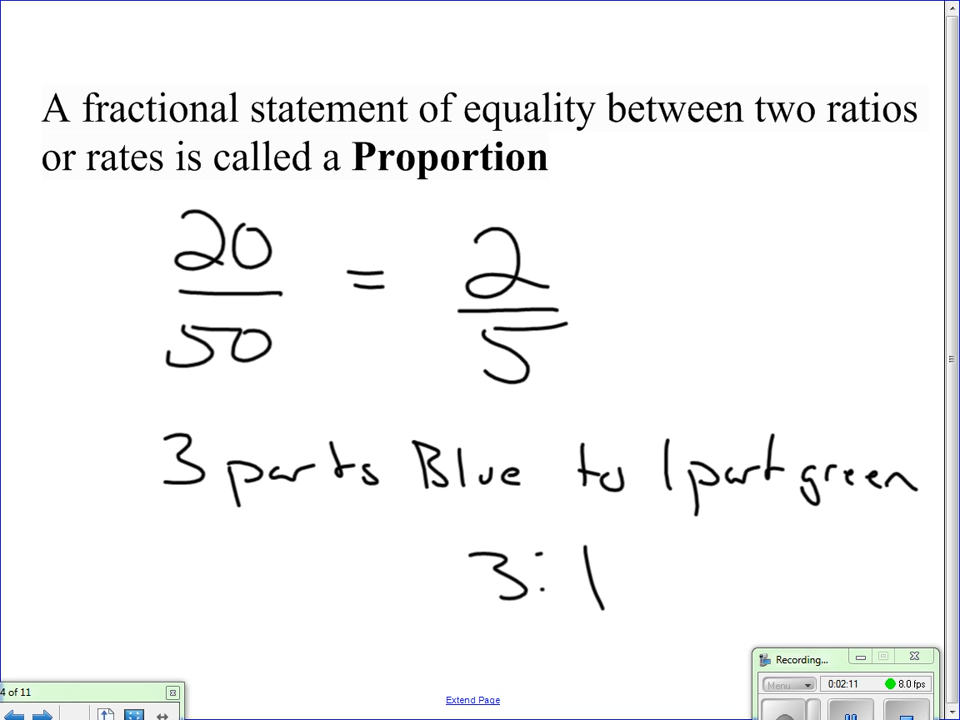 A fractional statement of equality between two ratios
or rates is called a Proportion
20/50 = 2/5
3 parts Blue to 1 part green
3:1
Recording...
Menu
0:02:11
8.0 fps
4 of 11
Extend Page